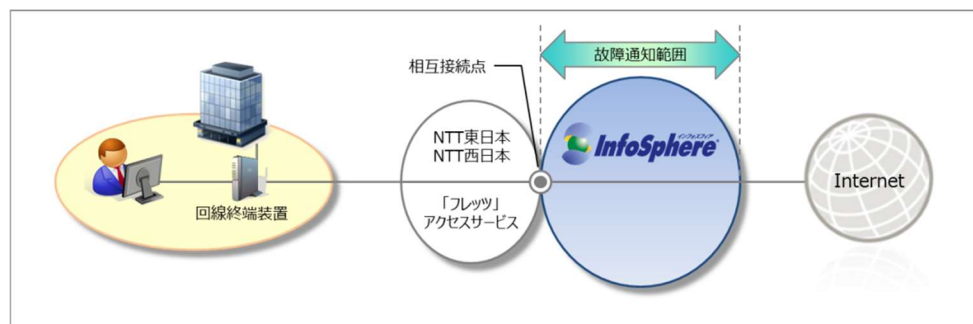 故障通知範囲
相互接続点
NTT東日本
NTT西日本
インフォスフィア
InfoSphere®
Internet
「フレッツ」
アクセスサービス
回線終端装置